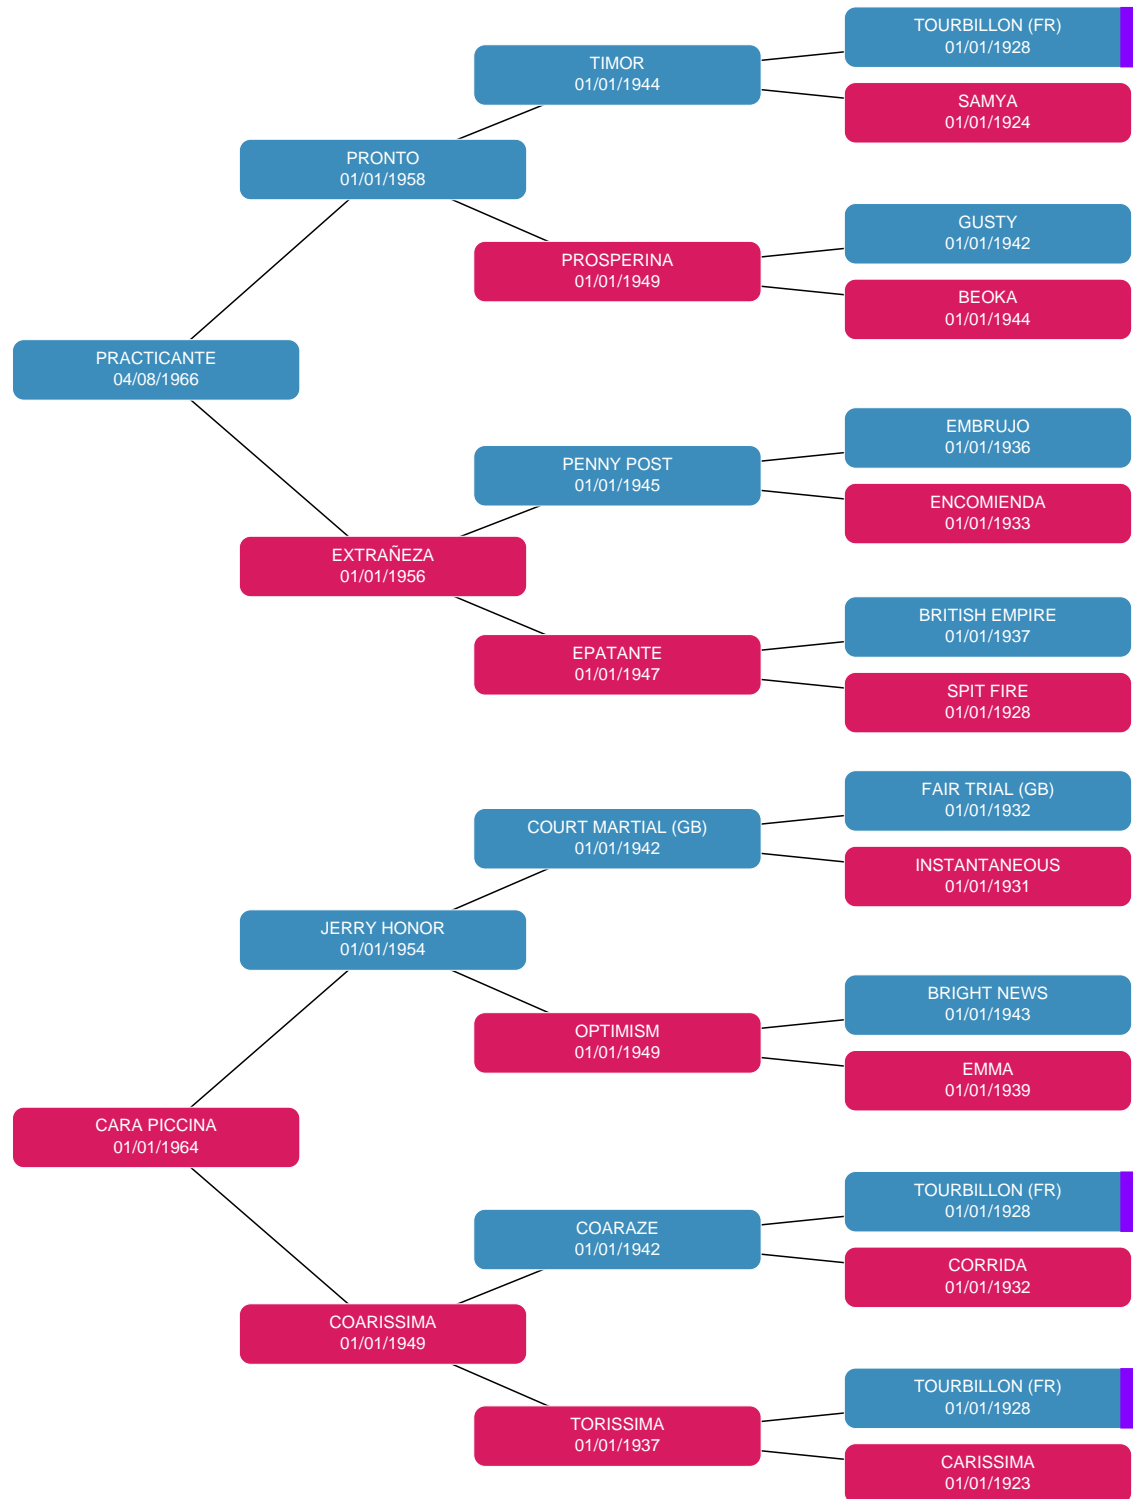 TOURBILLON (FR)
01/01/1928
TIMOR
01/01/1944
SAMYA
01/01/1924
PRONTO
01/01/1958
GUSTY
01/01/1942
PROSPERINA
01/01/1949
BEOKA
01/01/1944
PRACTICANTE
04/08/1966
EMBRUJO
01/01/1936
PENNY POST
01/01/1945
ENCOMIENDA
01/01/1933
EXTRAÑEZA
01/01/1956
BRITISH EMPIRE
01/01/1937
EPATANTE
01/01/1947
SPIT FIRE
01/01/1928
FAIR TRIAL (GB)
01/01/1932
COURT MARTIAL (GB)
01/01/1942
INSTANTANEOUS
01/01/1931
JERRY HONOR
01/01/1954
BRIGHT NEWS
01/01/1943
OPTIMISM
01/01/1949
EMMA
01/01/1939
CARA PICCINA
01/01/1964
TOURBILLON (FR)
01/01/1928
COARAZE
01/01/1942
CORRIDA
01/01/1932
COARISSIMA
01/01/1949
TOURBILLON (FR)
01/01/1928
TORISSIMA
01/01/1937
CARISSIMA
01/01/1923